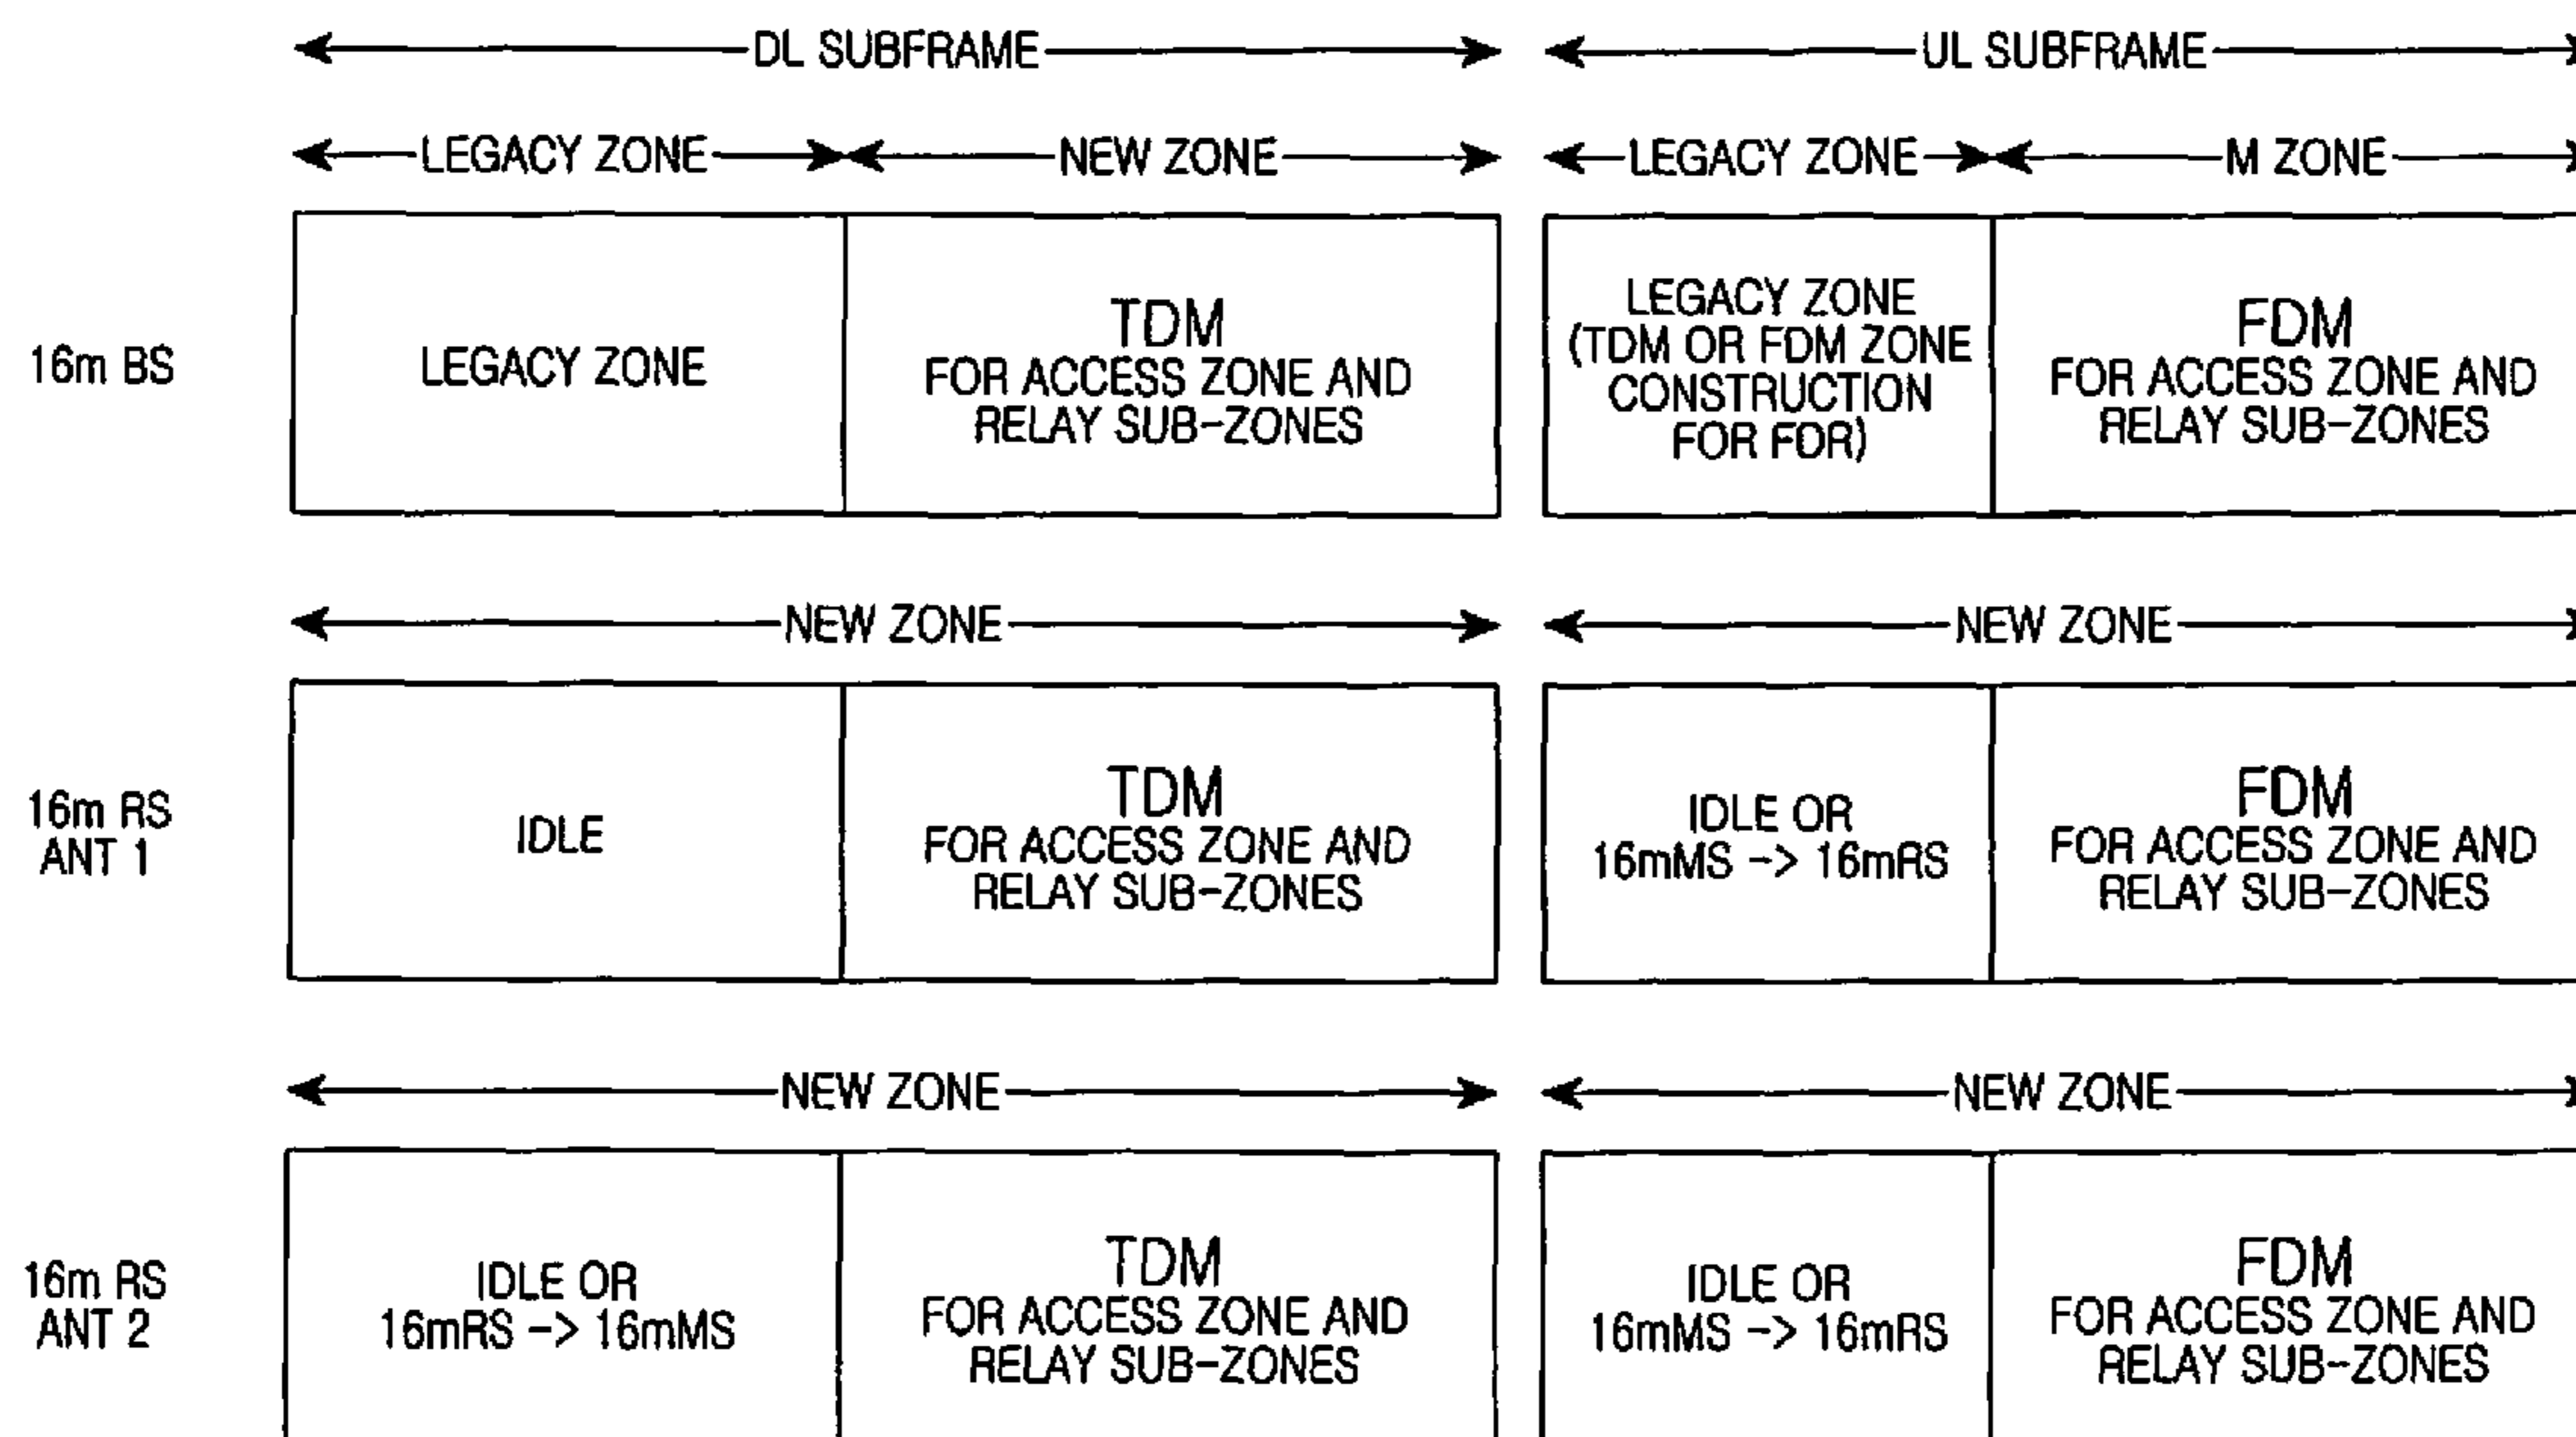 DL SUBFRAME
UL SUBFRAME
LEGACY ZONE
NEW ZONE
LEGACY ZONE
M ZONE
16m BS
LEGACY ZONE
TDM
FOR ACCESS ZONE AND
RELAY SUB-ZONES
LEGACY ZONE
(TDM OR FDM ZONE
CONSTRUCTION
FOR FDR)
FDM
FOR ACCESS ZONE AND
RELAY SUB-ZONES
NEW ZONE
NEW ZONE
16m RS
ANT 1
IDLE
TDM
FOR ACCESS ZONE AND
RELAY SUB-ZONES
IDLE OR
16mMS -> 16mRS
FDM
FOR ACCESS ZONE AND
RELAY SUB-ZONES
NEW ZONE
NEW ZONE
16m RS
ANT 2
IDLE OR
16mRS -> 16mMS
TDM
FOR ACCESS ZONE AND
RELAY SUB-ZONES
IDLE OR
16mMS -> 16mRS
FDM
FOR ACCESS ZONE AND
RELAY SUB-ZONES